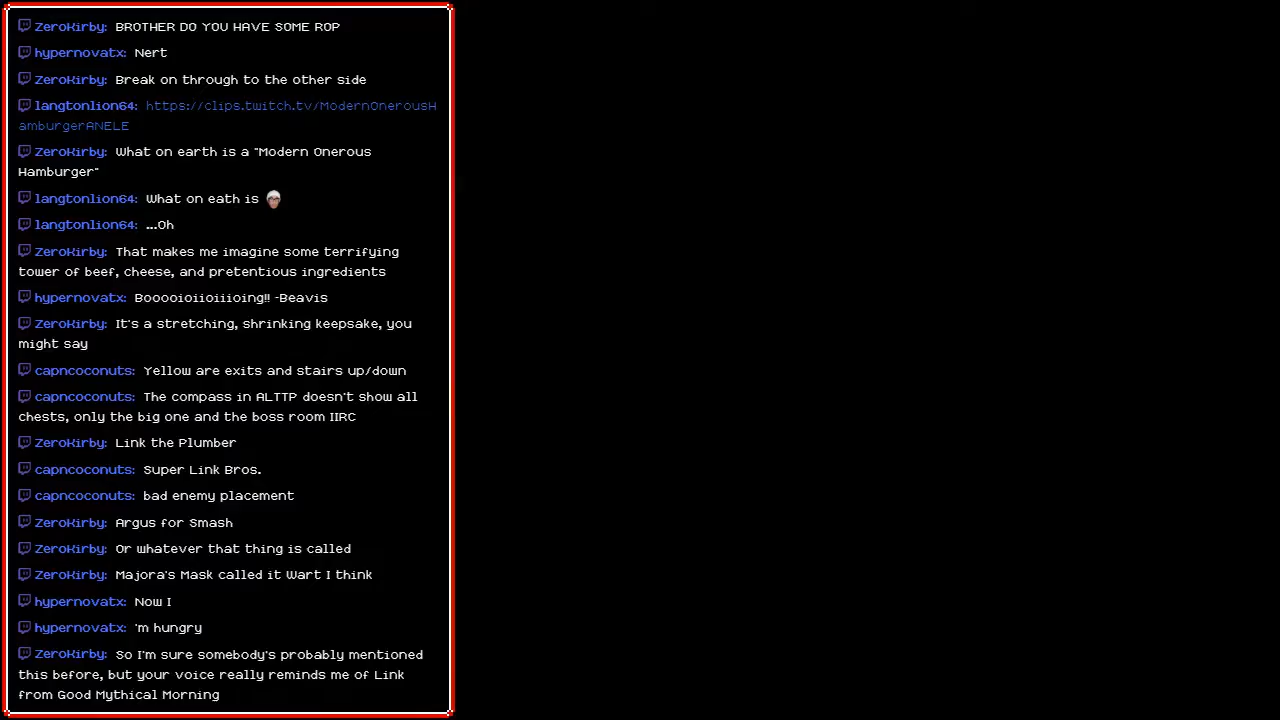 ZeroKirby: BROTHER DO YOU HAVE SOME ROP
hypernovatx: Nert
ZeroKirby: Break on through to the other side
langtonlion64: https://clips.twitch.tv/ModernOnerousH
amburgerANELE
ZeroKirby: What on earth is a "Modern Onerous
Hamburger"
langtonlion64: What on eath is
langtonlion64: ...Oh
ZeroKirby: That makes me imagine some terrifying
tower of beef, cheese, and pretentious ingredients
hypernovatx: Booooioiioiiioing!! -Beavis
ZeroKirby: It's a stretching, shrinking keepsake, you
might say
capncoconuts: Yellow are exits and stairs up/down
capncoconuts: The compass in ALTTP doesn't show all
chests, only the big one and the boss room IIRC
ZeroKirby: Link the Plumber
capncoconuts: Super Link Bros.
capncoconuts: bad enemy placement
ZeroKirby: Argus for Smash
ZeroKirby: Or whatever that thing is called
ZeroKirby: Majora's Mask called it Wart I think
hypernovatx: Now I
hypernovatx: 'm hungry
ZeroKirby: So I'm sure somebody's probably mentioned
this before, but your voice really reminds me of Link
from Good Mythical Morning